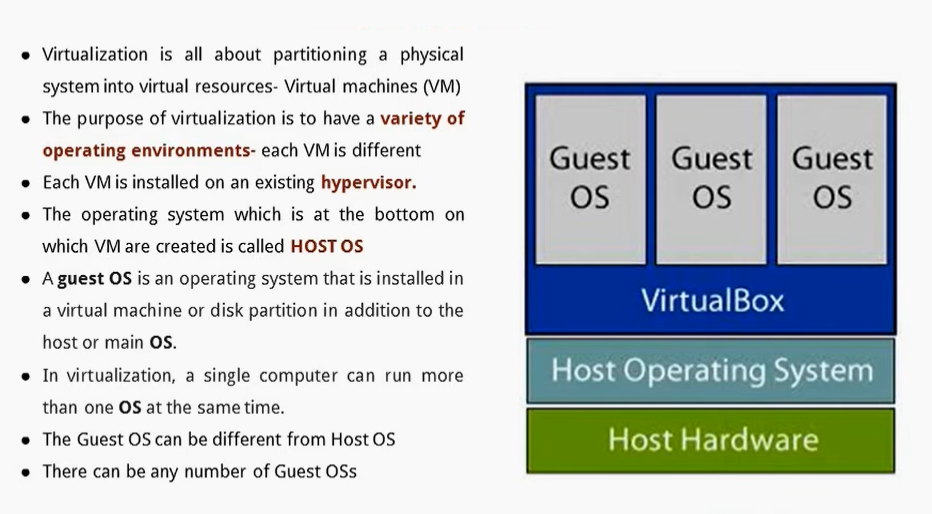 ● Virtualization is all about partitioning a physical
system into virtual resources- Virtual machines (VM)
● The purpose of virtualization is to have a variety of
operating environments- each VM is different
● Each VM is installed on an existing hypervisor.
● The operating system which is at the bottom on
which VM are created is called HOST OS
● A guest OS is an operating system that is installed in
a virtual machine or disk partition in addition to the
host or main OS.
● In virtualization, a single computer can run more
than one OS at the same time.
● The Guest OS can be different from Host OS
● There can be any number of Guest OSs
Guest OS
Guest OS
Guest OS
VirtualBox
Host Operating System
Host Hardware